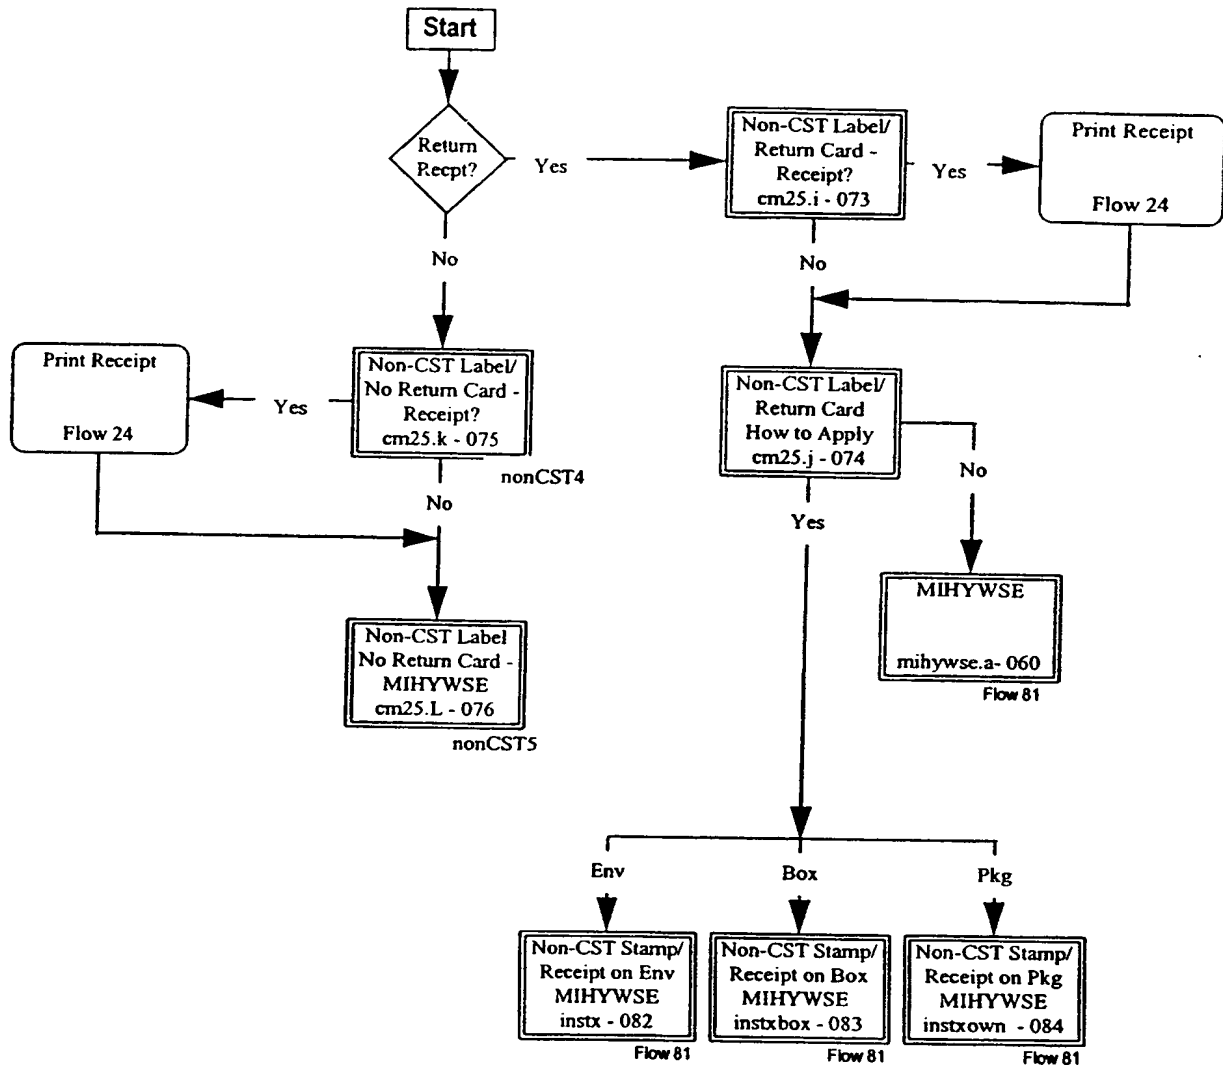 Start
Return
Recpt?
Yes
Non-CST Label/
Return Card -
Receipt?
cm25.i - 073
Yes
Print Receipt
Flow 24
No
No
Print Receipt
Flow 24
Yes
Non-CST Label/
No Return Card -
Receipt?
cm25.k - 075
nonCST4
No
Non-CST Label/
Return Card
How to Apply
cm25.j - 074
No
Yes
MIHYWSE
mihywse.a- 060
Flow 81
Non-CST Label
No Return Card -
MIHYWSE
cm25.L - 076
nonCST5
Env
Box
Pkg
Non-CST Stamp/
Receipt on Env
MIHYWSE
instx - 082
Flow 81
Non-CST Stamp/
Receipt on Box
MIHYWSE
instxbox - 083
Flow 81
Non-CST Stamp/
Receipt on Pkg
MIHYWSE
instxown - 084
Flow 81